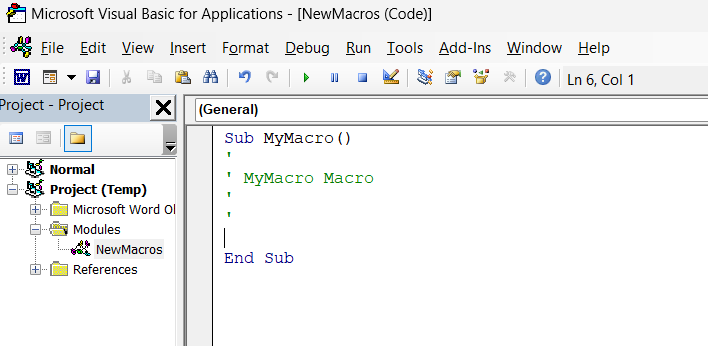 Microsoft Visual Basic for Applications - [NewMacros (Code)]
File Edit View Insert Format Debug Run Tools Add-Ins Window Help
Ln 6, Col 1
Project - Project
(General)
Normal
Project (Temp)
Microsoft Word Ol
Modules
NewMacros
References
Sub MyMacro()
'
' MyMacro Macro
'
'
End Sub